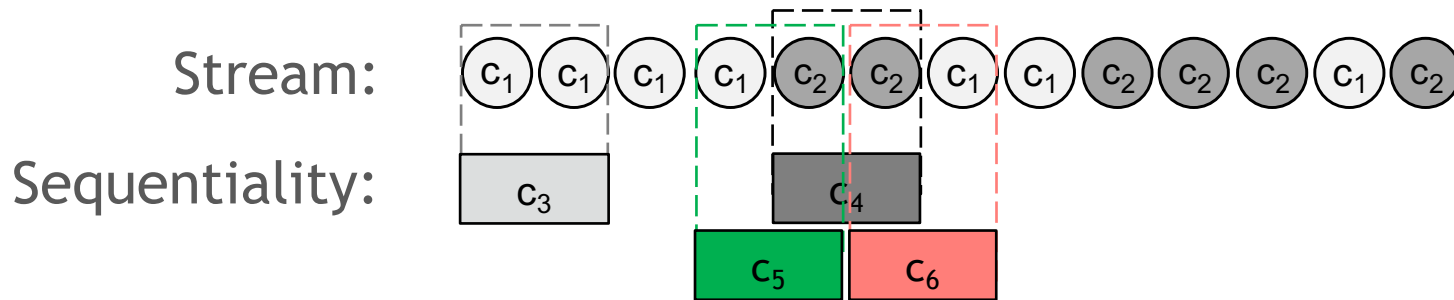 Stream: c₁ c₁ c₁ c₁ c₂ c₂ c₁ c₁ c₂ c₂ c₂ c₁ c₂
Sequentiality: c₃ c₄
c₅ c₆